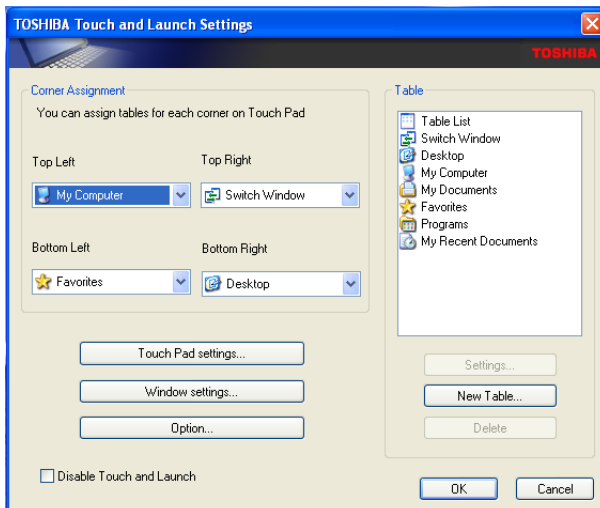 TOSHIBA Touch and Launch Settings
TOSHIBA
Corner Assignment
You can assign tables for each corner on Touch Pad
Top Left
Top Right
My Computer
Switch Window
Bottom Left
Bottom Right
Favorites
Desktop
Touch Pad settings...
Window settings...
Option...
Disable Touch and Launch
Table
Table List
Switch Window
Desktop
My Computer
My Documents
Favorites
Programs
My Recent Documents
Settings...
New Table...
Delete
OK
Cancel